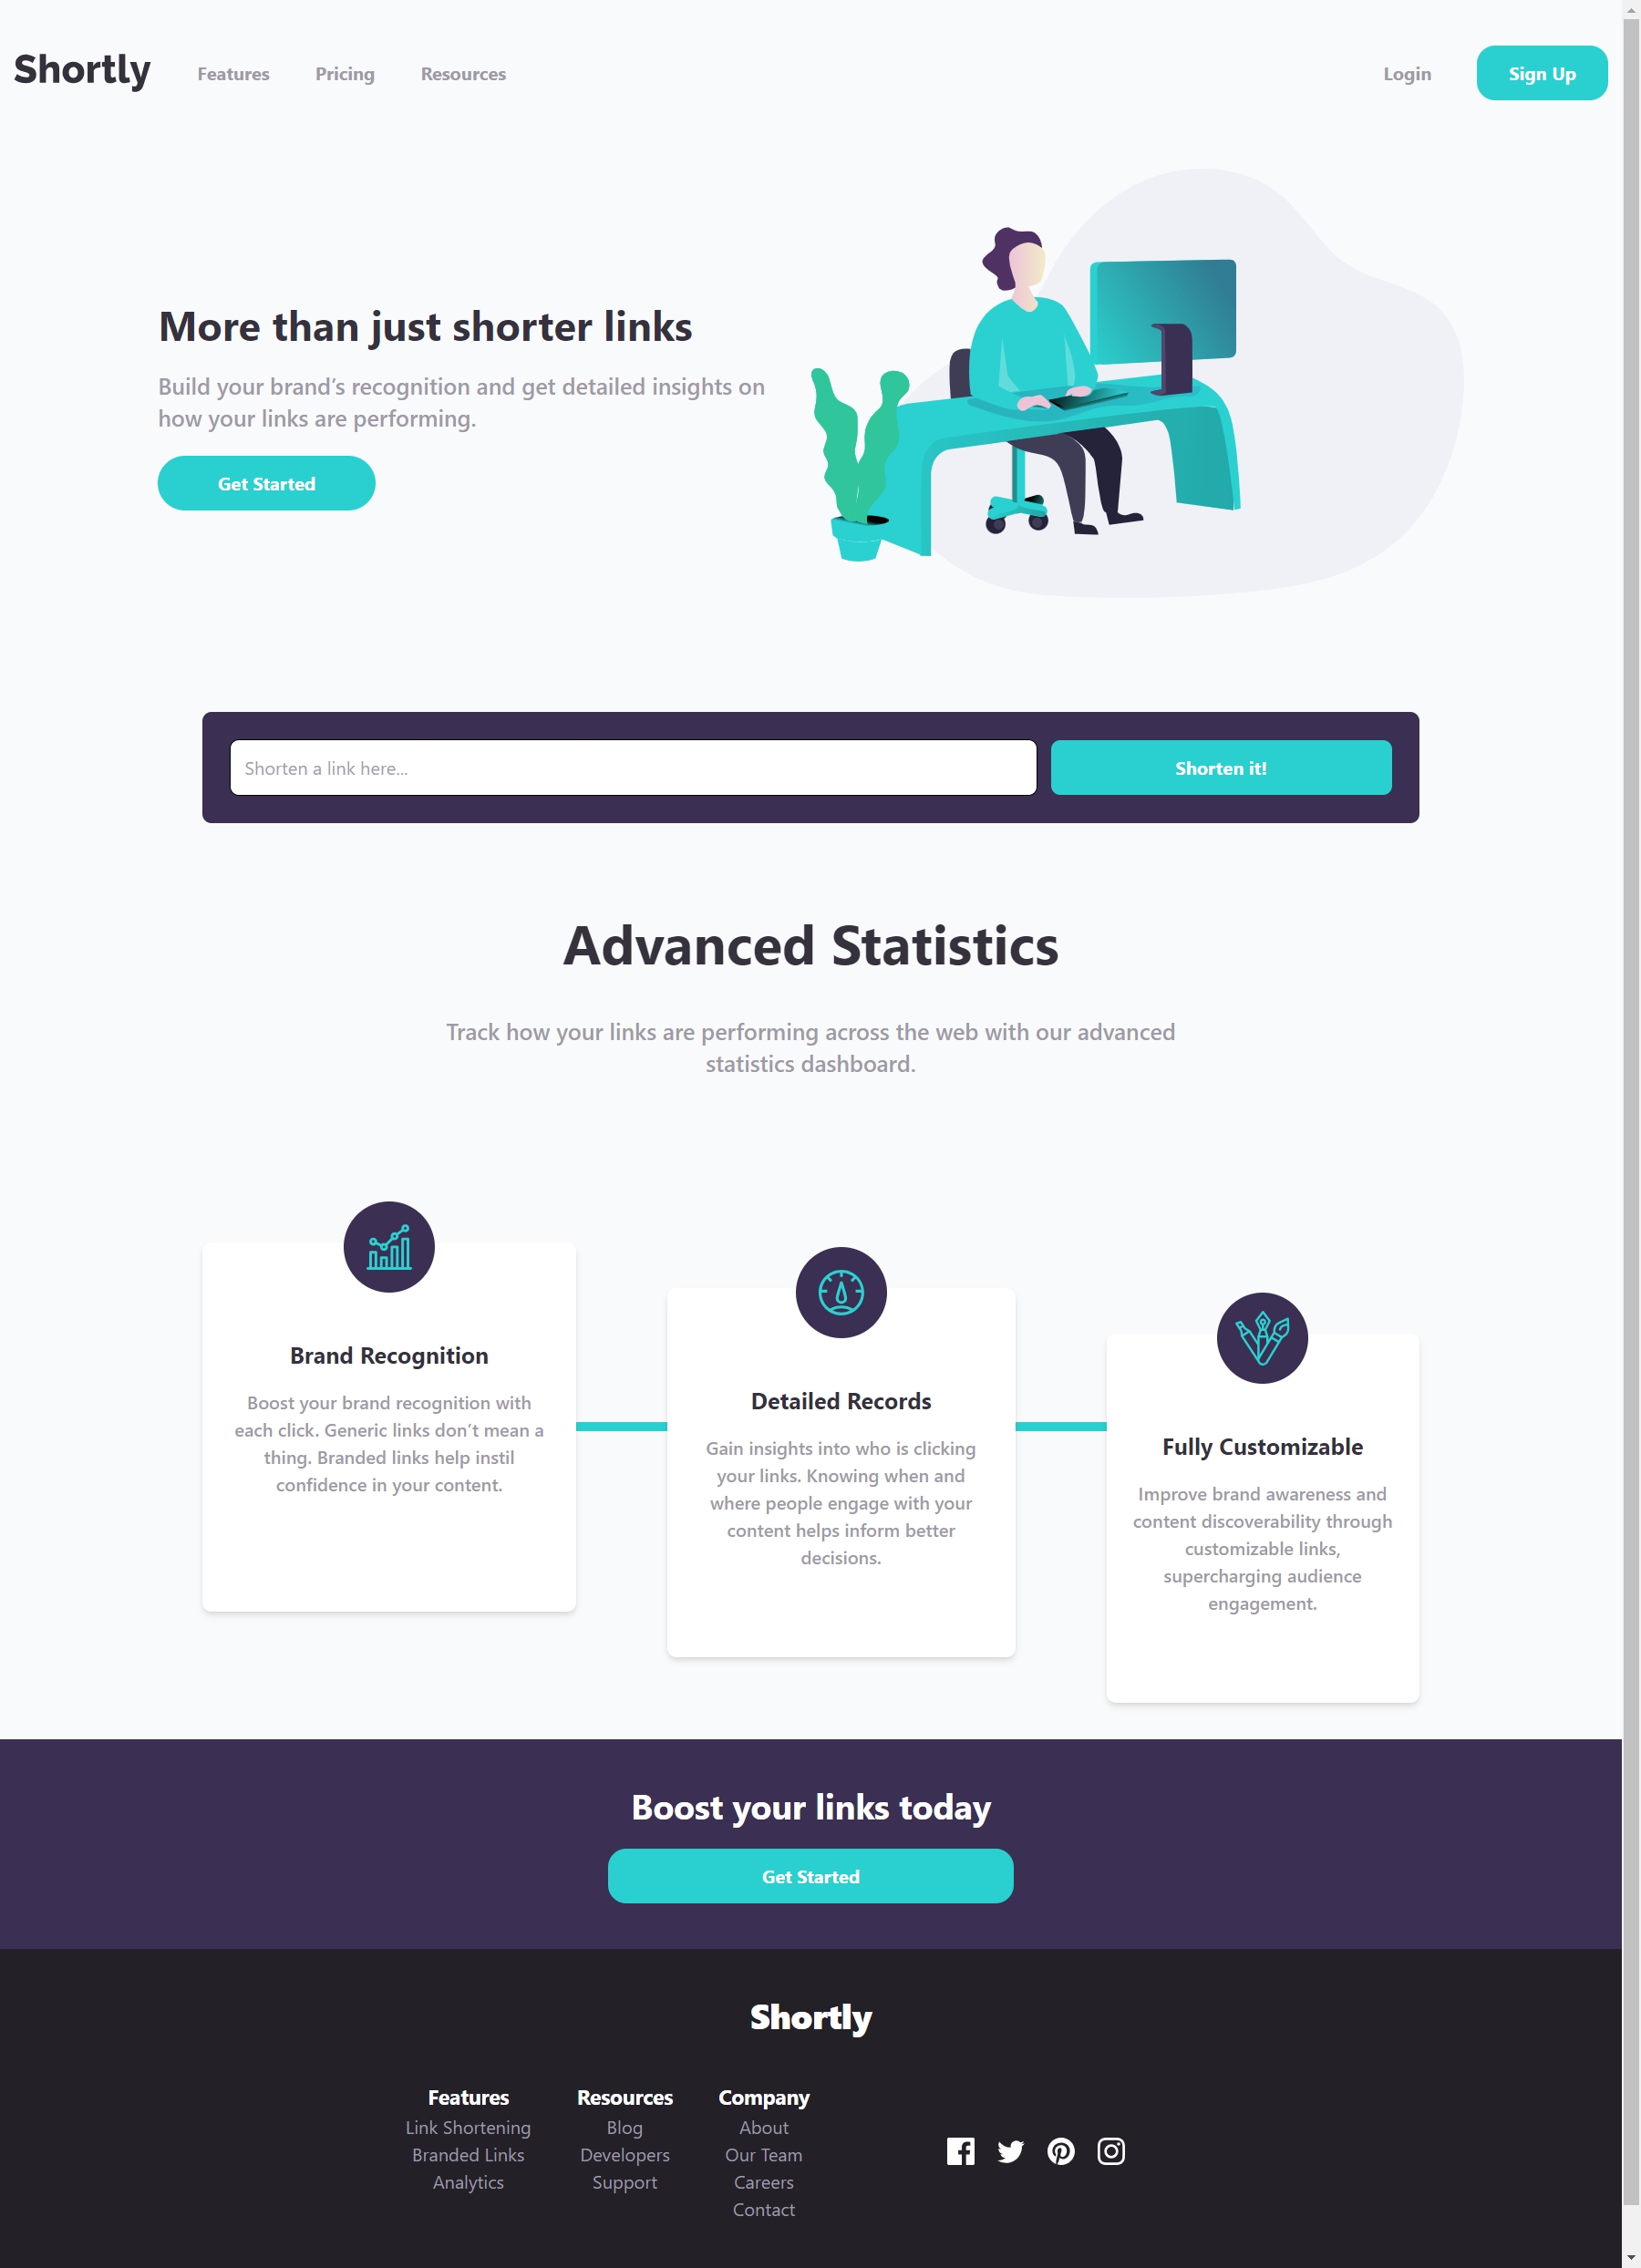 Shortly
Features
Pricing
Resources
Login
Sign Up
More than just shorter links
Build your brand’s recognition and get detailed insights on
how your links are performing.
Get Started
Shorten a link here...
Shorten it!
Advanced Statistics
Track how your links are performing across the web with our advanced
statistics dashboard.
Brand Recognition
Boost your brand recognition with
each click. Generic links don’t mean a
thing. Branded links help instil
confidence in your content.
Detailed Records
Gain insights into who is clicking
your links. Knowing when and
where people engage with your
content helps inform better
decisions.
Fully Customizable
Improve brand awareness and
content discoverability through
customizable links,
supercharging audience
engagement.
Boost your links today
Get Started
Shortly
Features
Link Shortening
Branded Links
Analytics
Resources
Blog
Developers
Support
Company
About
Our Team
Careers
Contact